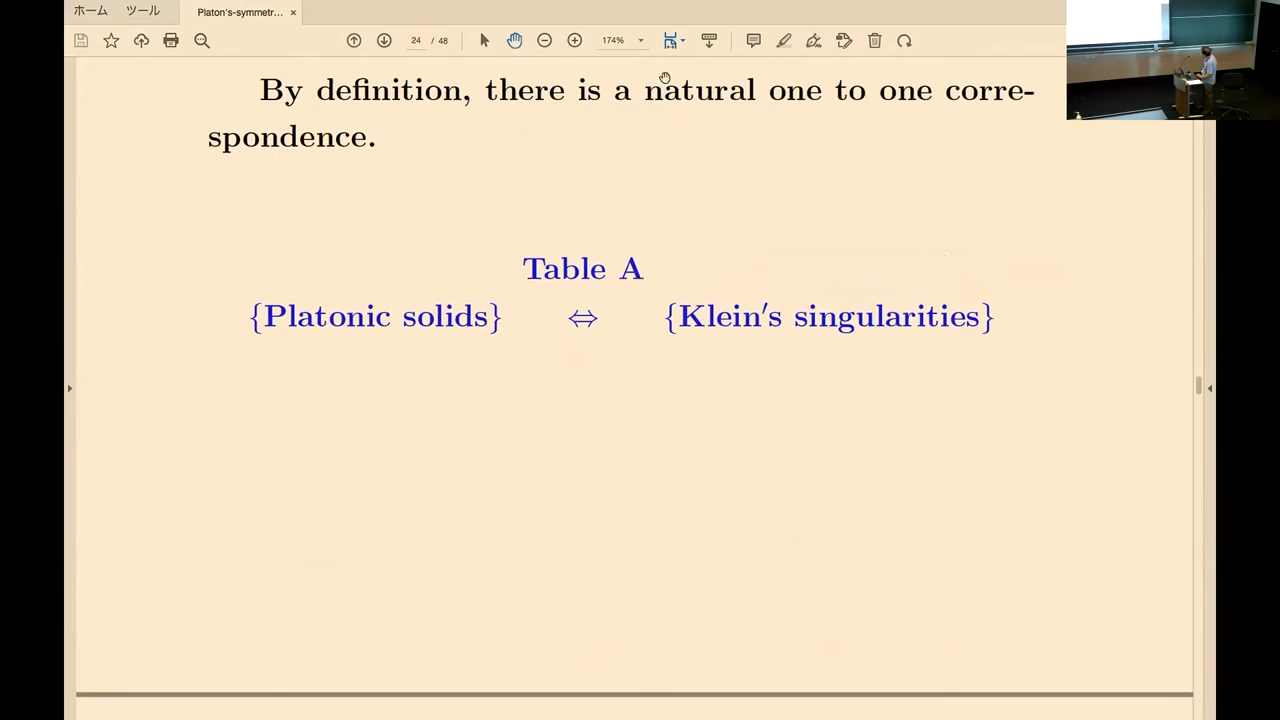 ホーム ツール Platon's-symmetr... ×
24 / 48 174%
By definition, there is a natural one to one corre-
spondence.
Table A
{Platonic solids} ⇔ {Klein′s singularities}